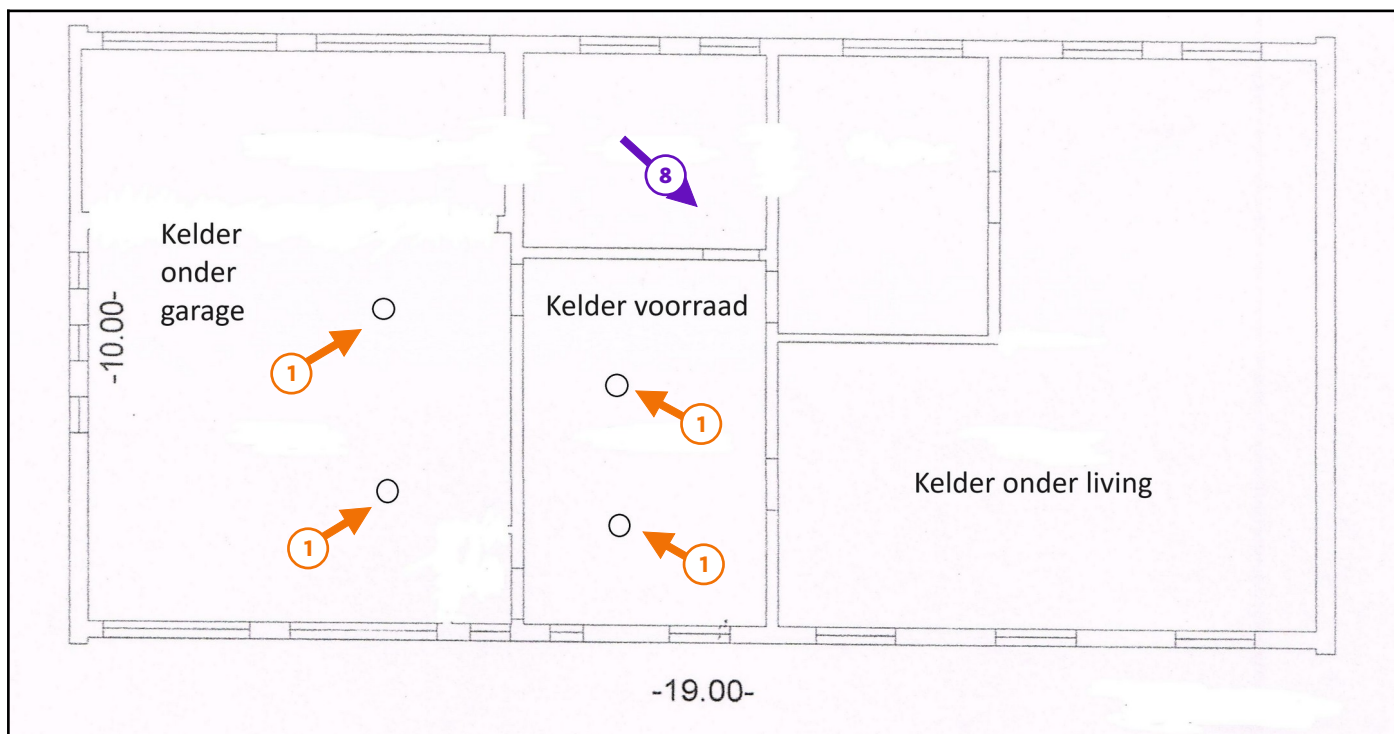 8
Kelder
onder
garage
Kelder voorraad
-10.00-
1
1
1
Kelder onder living
1
-19.00-